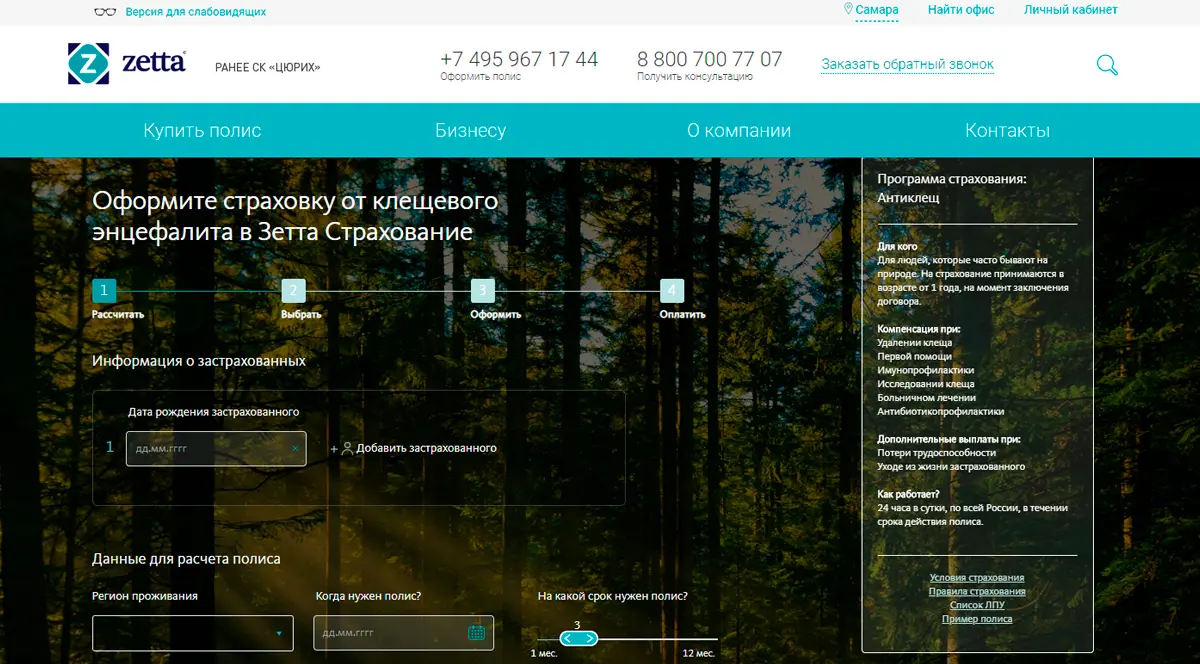 Версия для слабовидящих
Самара
Найти офис
Личный кабинет
Z zetta
РАНЕЕ СК «ЦЮРИХ»
+7 495 967 17 44
Оформить полис
8 800 700 77 07
Получить консультацию
Заказать обратный звонок
Купить полис
Бизнесу
О компании
Контакты
Оформите страховку от клещевого
энцефалита в Зетта Страхование
1
2
3
4
Рассчитать
Выбрать
Оформить
Оплатить
Информация о застрахованных
Дата рождения застрахованного
1
дд.мм.гггг
+ Добавить застрахованного
Данные для расчета полиса
Регион проживания
Когда нужен полис?
дд.мм.гггг
На какой срок нужен полис?
3
1 мес.
12 мес.
Программа страхования:
Антиклещ
Для кого
Для людей, которые часто бывают на
природе. На страхование принимаются в
возрасте от 1 года, на момент заключения
договора.
Компенсация при:
Удалении клеща
Первой помощи
Имунопрофилактики
Исследовании клеща
Больничном лечении
Антибиотикопрофилактики
Дополнительные выплаты при:
Потери трудоспособности
Уходе из жизни застрахованного
Как работает?
24 часа в сутки, по всей России, в течении
срока действия полиса.
Условия страхования
Правила страхования
Список ЛПУ
Пример полиса